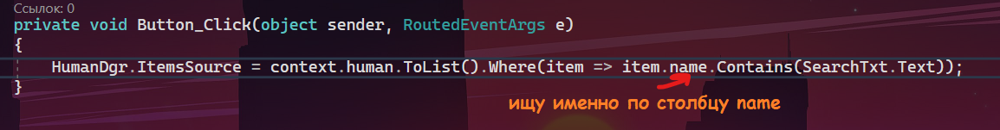 Ссылок: 0
private void Button_Click(object sender, RoutedEventArgs e)
{
HumanDgr.ItemsSource = context.human.ToList().Where(item => item.name.Contains(SearchTxt.Text));
}
ищу именно по столбцу name